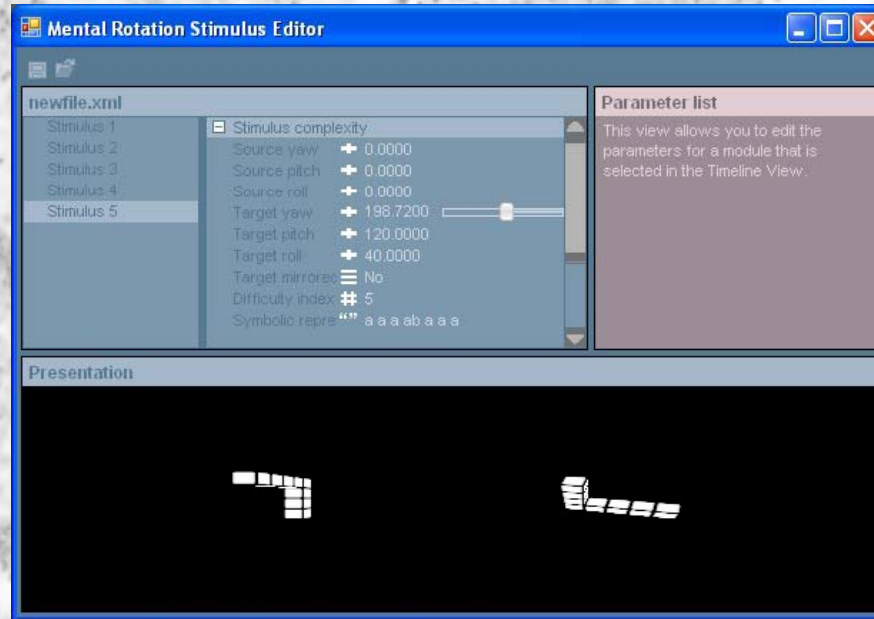 Mental Rotation Stimulus Editor
newfile.xml
Stimulus 1
Stimulus 2
Stimulus 3
Stimulus 4
Stimulus 5
Stimulus complexity
Source yaw 0.0000
Source pitch 0.0000
Source roll 0.0000
Target yaw 198.7200
Target pitch 120.0000
Target roll 40.0000
Target mirrorec No
Difficulty index # 5
Symbolic repre “” a a a ab a a a
Parameter list
This view allows you to edit the
parameters for a module that is
selected in the Timeline View.
Presentation